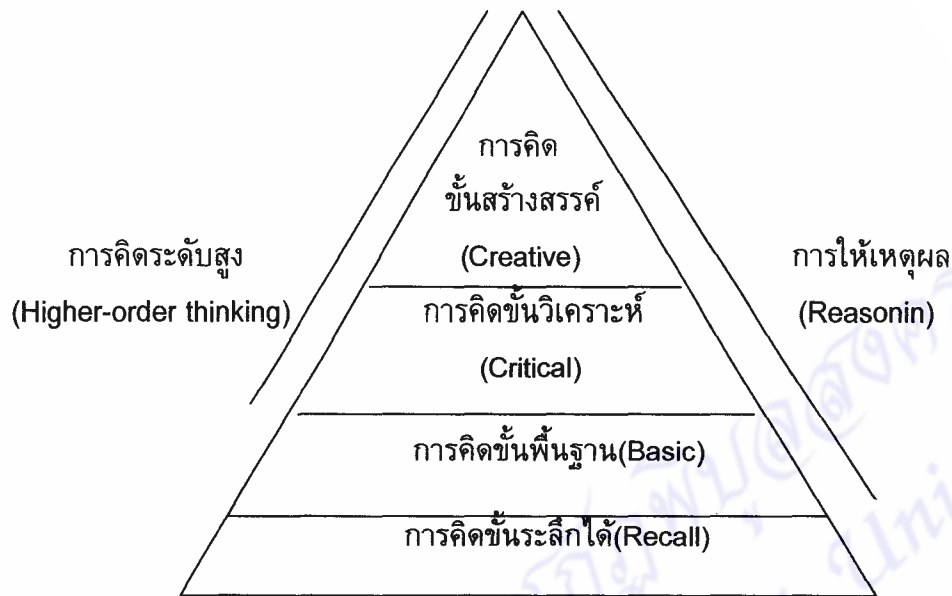 การคิด
ขั้นสร้างสรรค์
(Creative)
การคิดระดับสูง
(Higher-order thinking)
การให้เหตุผล
(Reasonin)
การคิดขั้นวิเคราะห์
(Critical)
การคิดขั้นพื้นฐาน(Basic)
การคิดขั้นระลึกได้(Recall)